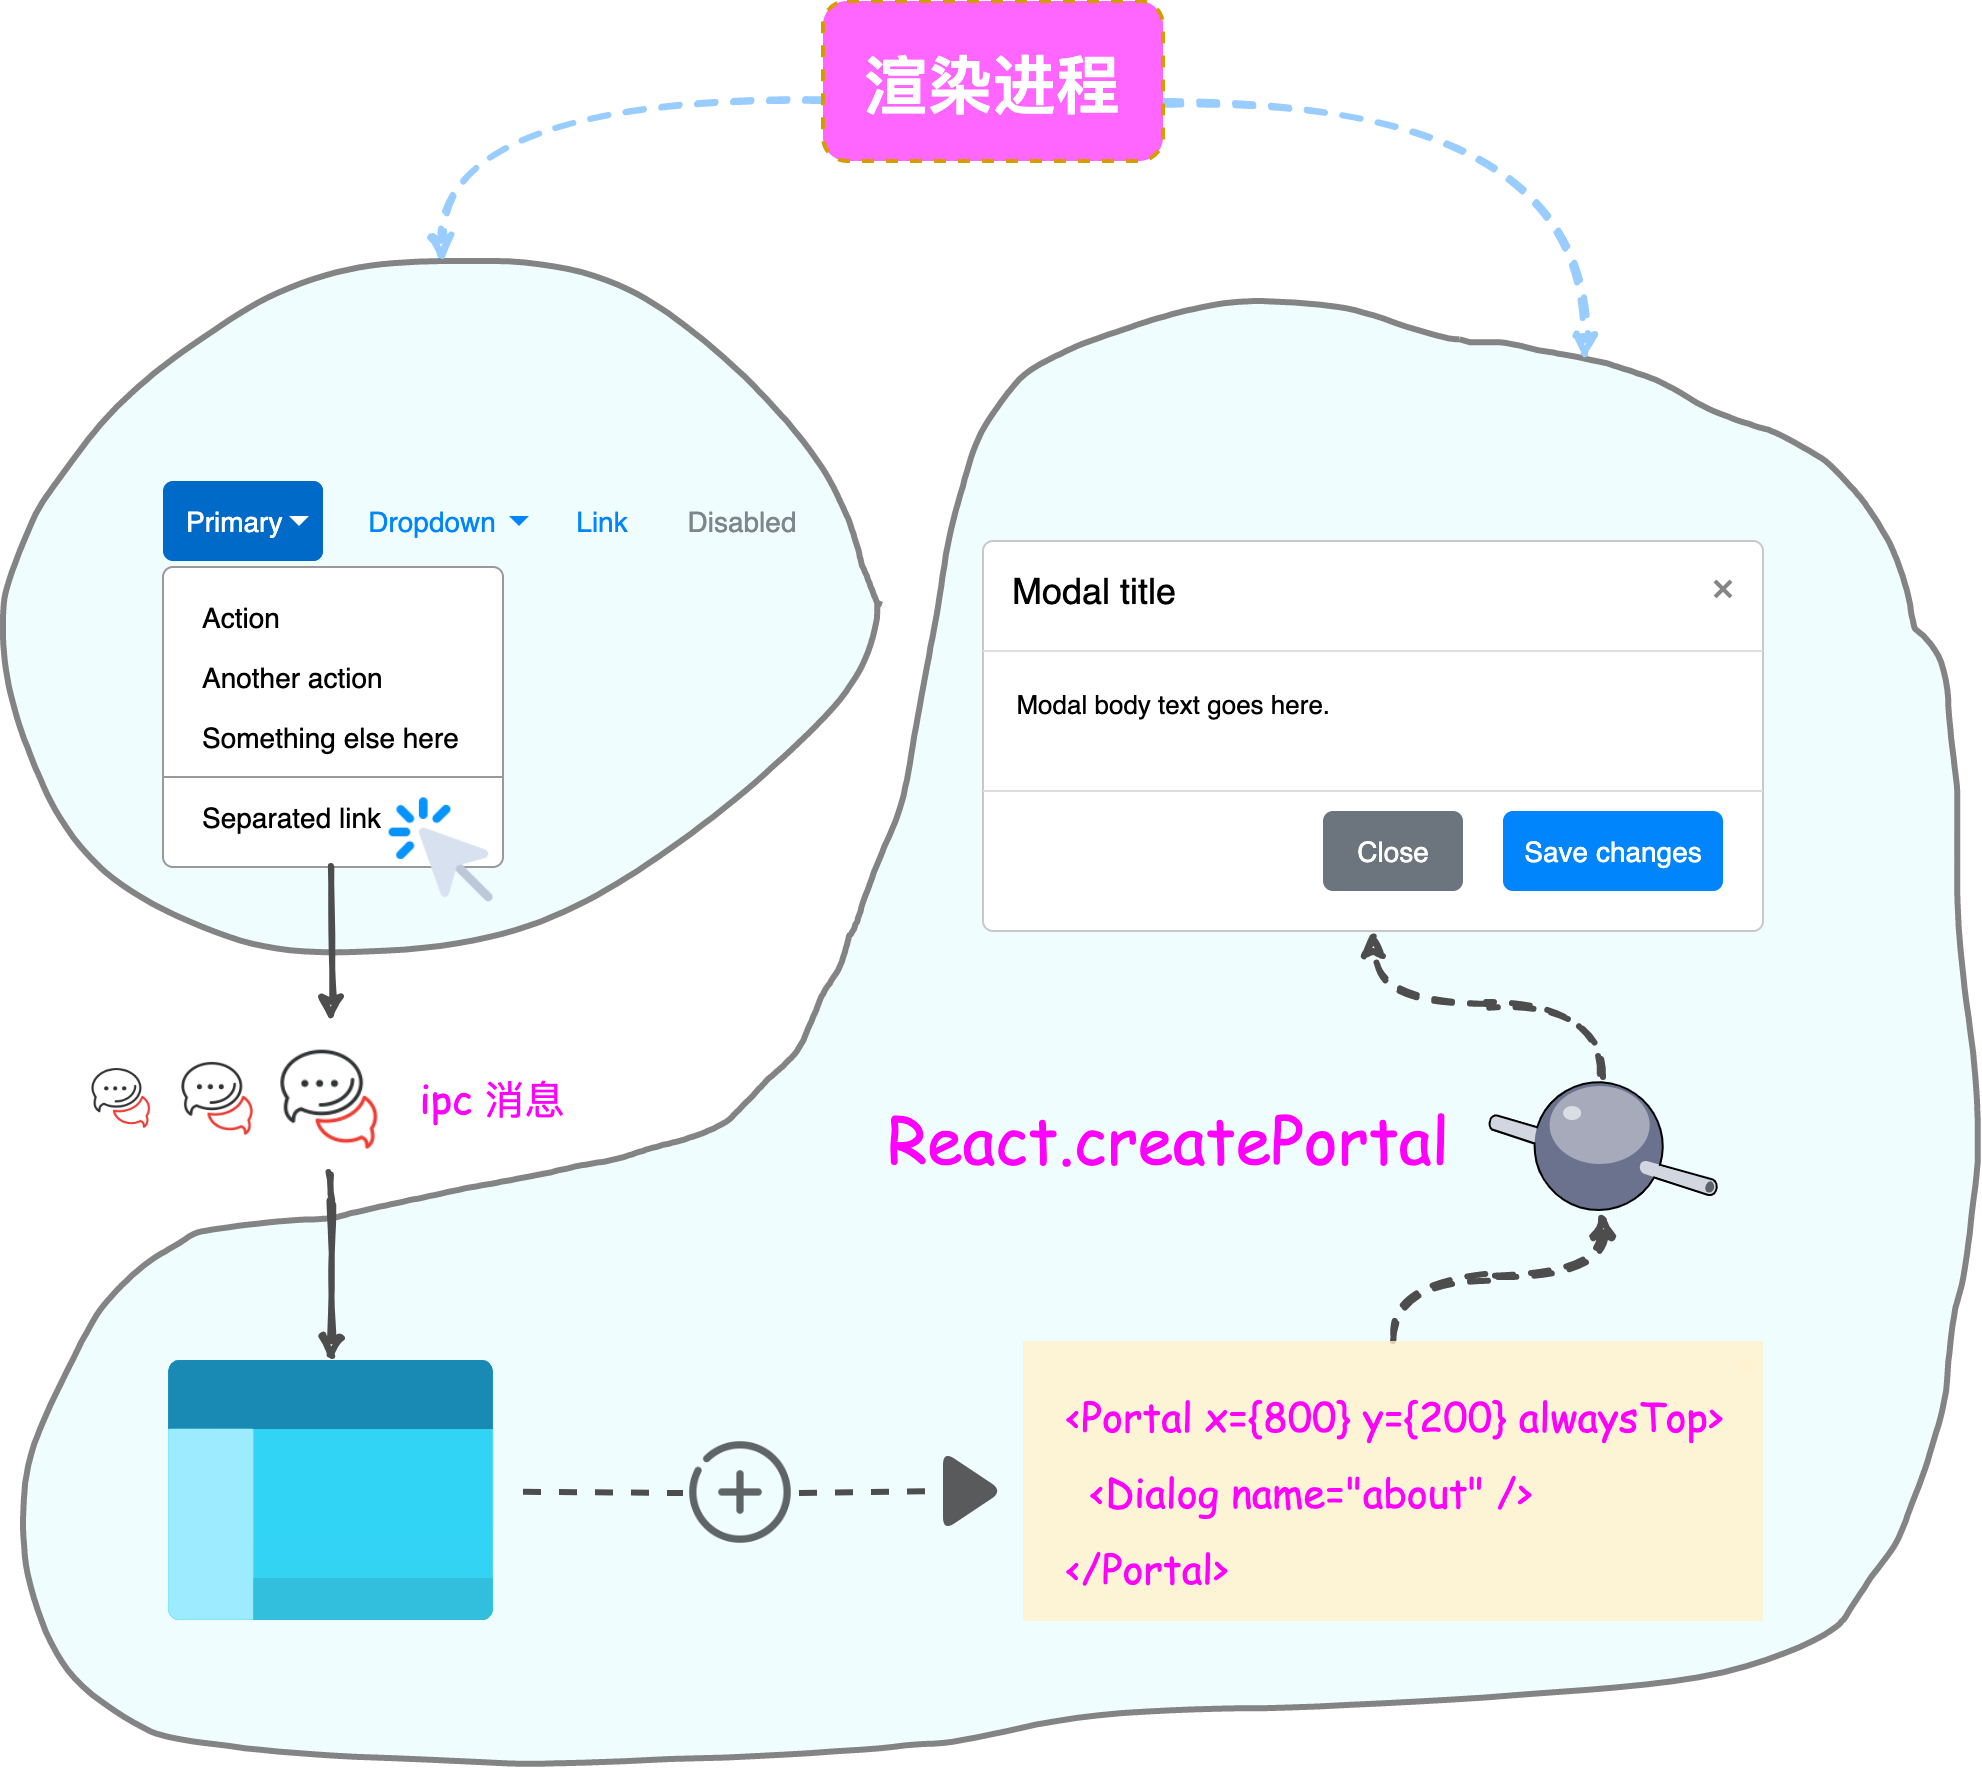 渲染进程
Primary
Dropdown
Link
Disabled
Action
Another action
Something else here
Separated link
ipc 消息
Modal title
×
Modal body text goes here.
Close
Save changes
React.createPortal
<Portal x={800} y={200} alwaysTop>
<Dialog name="about" />
</Portal>